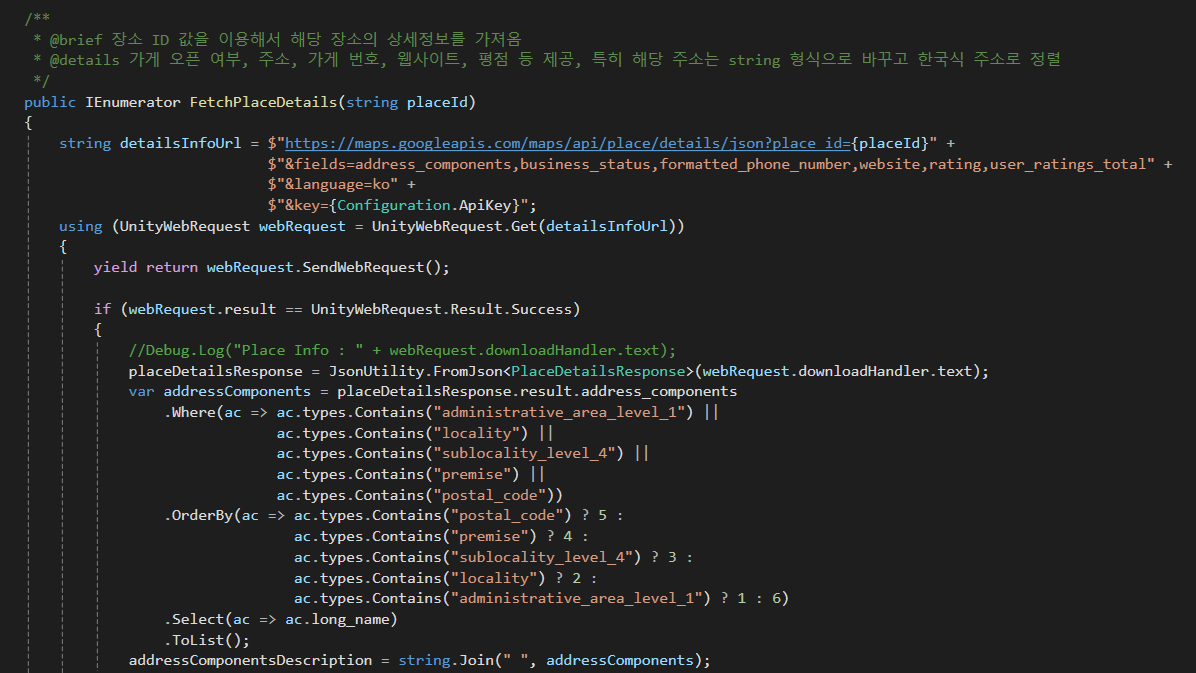 /**
 * @brief 장소 ID 값을 이용해서 해당 장소의 상세정보를 가져옴
 * @details 가게 오픈 여부, 주소, 가게 번호, 웹사이트, 평점 등 제공, 특히 해당 주소는 string 형식으로 바꾸고 한국식 주소로 정렬
 */
public IEnumerator FetchPlaceDetails(string placeId)
{
    string detailsInfoUrl = $"https://maps.googleapis.com/maps/api/place/details/json?place_id={placeId}" +
                            $"&fields=address_components,business_status,formatted_phone_number,website,rating,user_ratings_total" +
                            $"&language=ko" +
                            $"&key={Configuration.ApiKey}";
    using (UnityWebRequest webRequest = UnityWebRequest.Get(detailsInfoUrl))
    {
        yield return webRequest.SendWebRequest();

        if (webRequest.result == UnityWebRequest.Result.Success)
        {
            //Debug.Log("Place Info : " + webRequest.downloadHandler.text);
            placeDetailsResponse = JsonUtility.FromJson<PlaceDetailsResponse>(webRequest.downloadHandler.text);
            var addressComponents = placeDetailsResponse.result.address_components
                .Where(ac => ac.types.Contains("administrative_area_level_1") ||
                             ac.types.Contains("locality") ||
                             ac.types.Contains("sublocality_level_4") ||
                             ac.types.Contains("premise") ||
                             ac.types.Contains("postal_code"))
                .OrderBy(ac => ac.types.Contains("postal_code") ? 5 :
                               ac.types.Contains("premise") ? 4 :
                               ac.types.Contains("sublocality_level_4") ? 3 :
                               ac.types.Contains("locality") ? 2 :
                               ac.types.Contains("administrative_area_level_1") ? 1 : 6)
                .Select(ac => ac.long_name)
                .ToList();
            addressComponentsDescription = string.Join(" ", addressComponents);